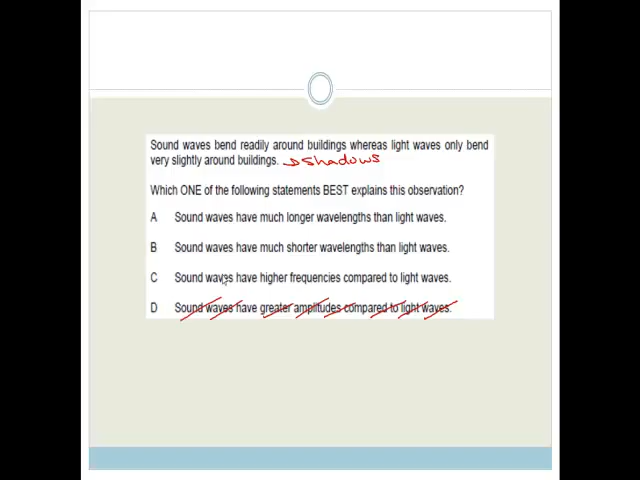 Sound waves bend readily around buildings whereas light waves only bend
very slightly around buildings. → Shadows
Which ONE of the following statements BEST explains this observation?
A Sound waves have much longer wavelengths than light waves.
B Sound waves have much shorter wavelengths than light waves.
C Sound waves have higher frequencies compared to light waves.
D Sound waves have greater amplitudes compared to light waves.